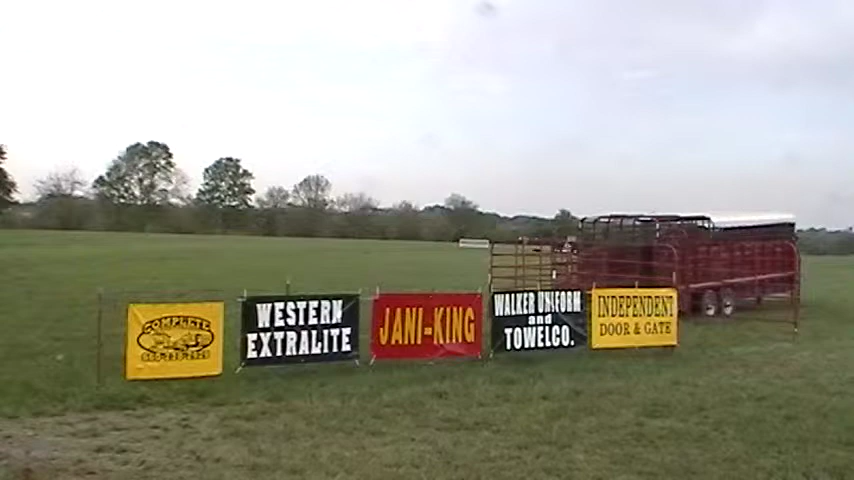 COMPLETE
WESTERN
EXTRALITE
JANI-KING
WALKER UNIFORM
and
TOWELCO.
INDEPENDENT
DOOR & GATE